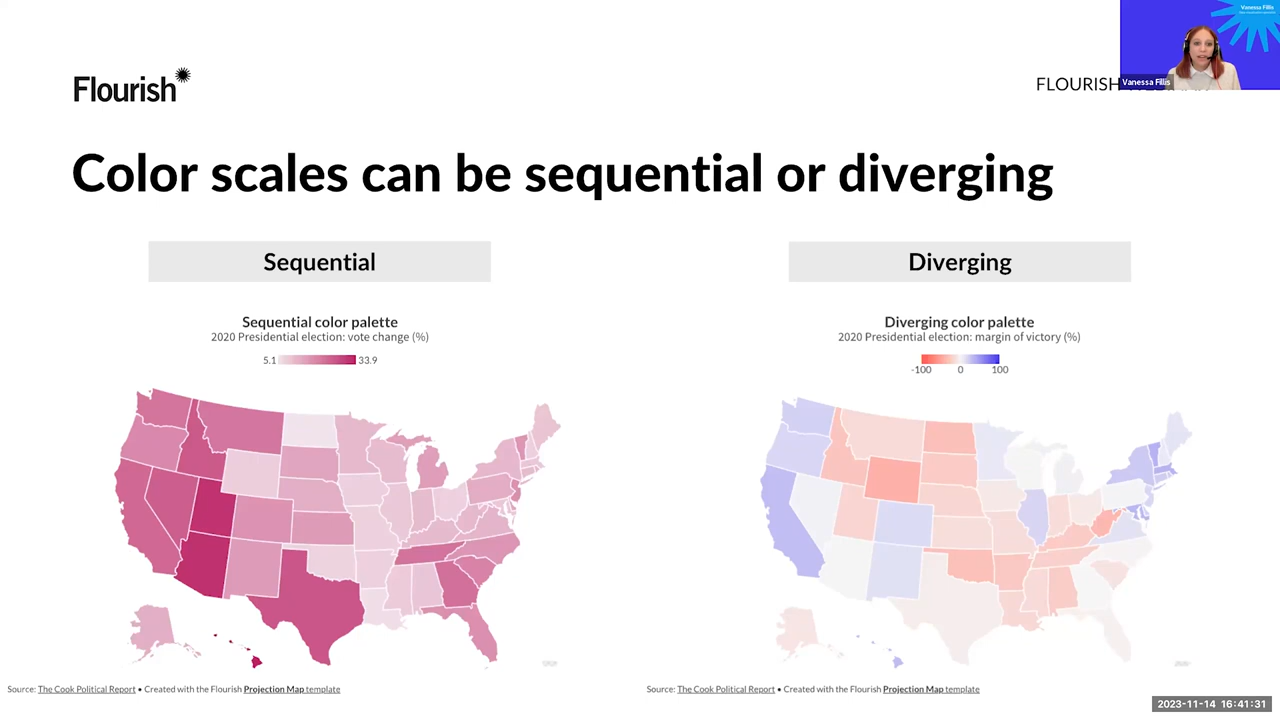 Vanessa Fillis
Flourish
FLOURISH
Vanessa Fillis
Color scales can be sequential or diverging
Sequential
Diverging
Sequential color palette
2020 Presidential election: vote change (%)
5.1
33.9
Diverging color palette
2020 Presidential election: margin of victory (%)
-100
0
100
Source: The Cook Political Report • Created with the Flourish Projection Map template
Source: The Cook Political Report • Created with the Flourish Projection Map template
2023-11-14 16:41:31